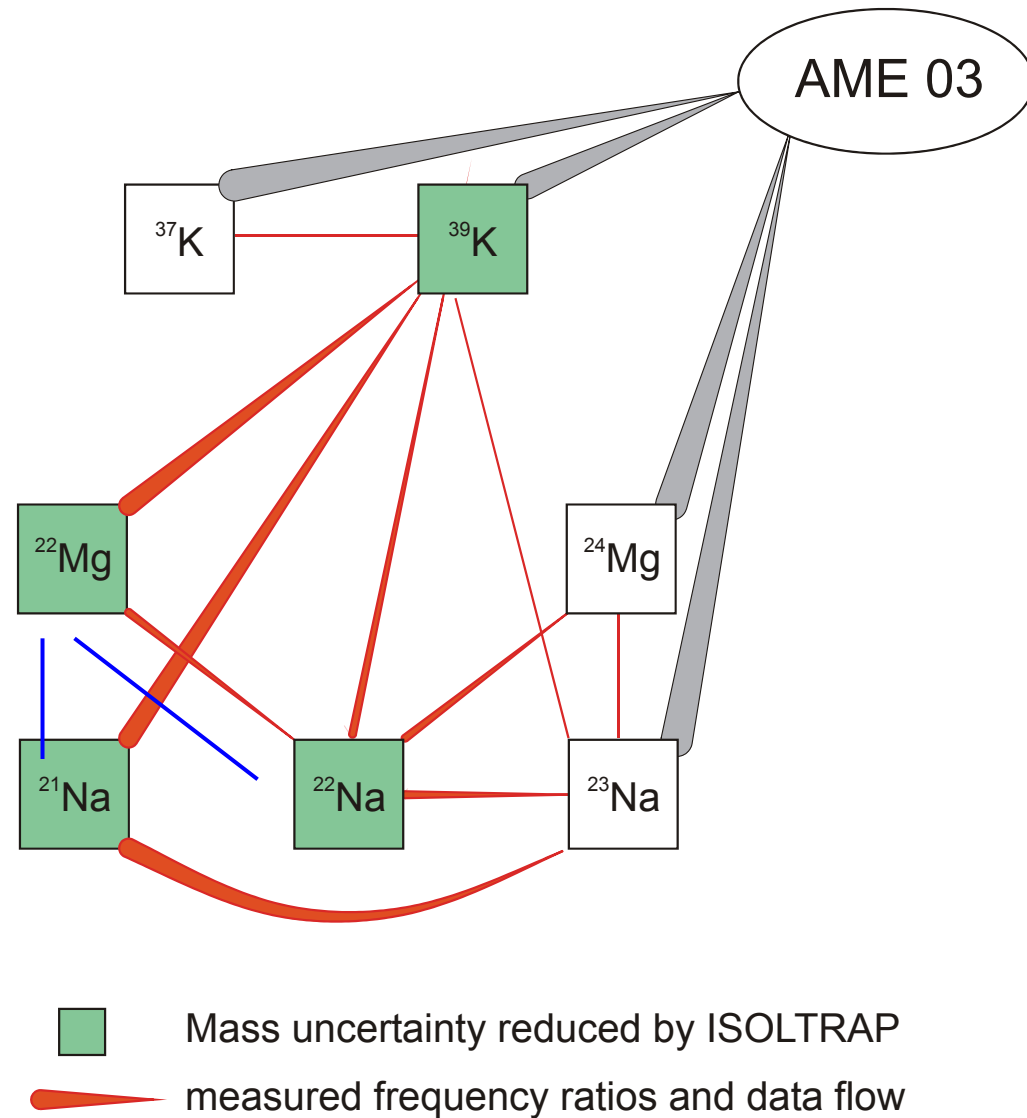 AME 03
³⁷K
³⁹K
²²Mg
²⁴Mg
²¹Na
²²Na
²³Na
Mass uncertainty reduced by ISOLTRAP
measured frequency ratios and data flow